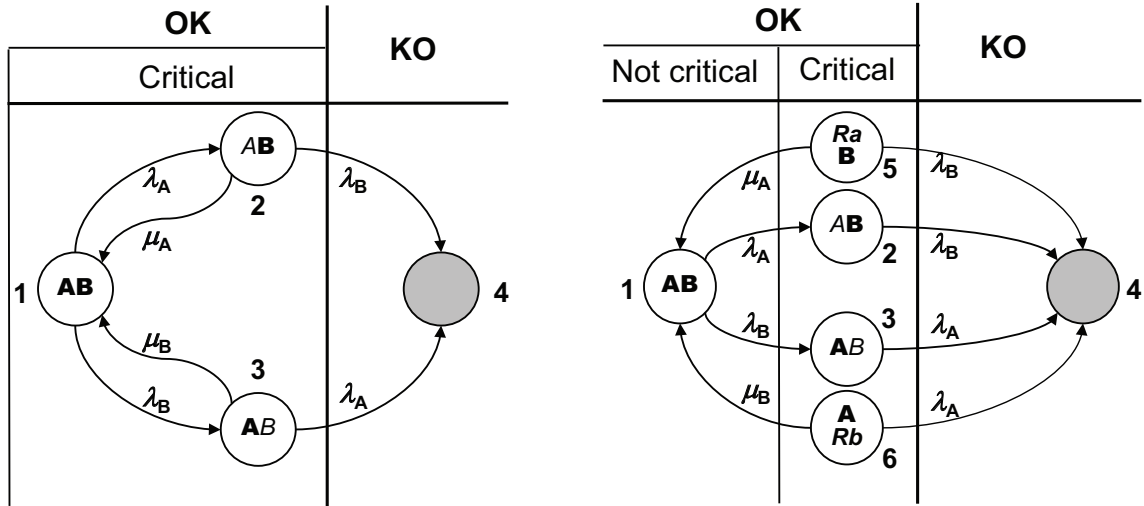 OK
KO
Critical
AB
2
λA
λB
μA
1
AB
4
μB
3
λB
λA
AB
OK
KO
Not critical
Critical
Ra
B
5
μA
λB
AB
2
λA
λB
1
AB
4
3
λB
λA
AB
μB
A
Rb
λA
6